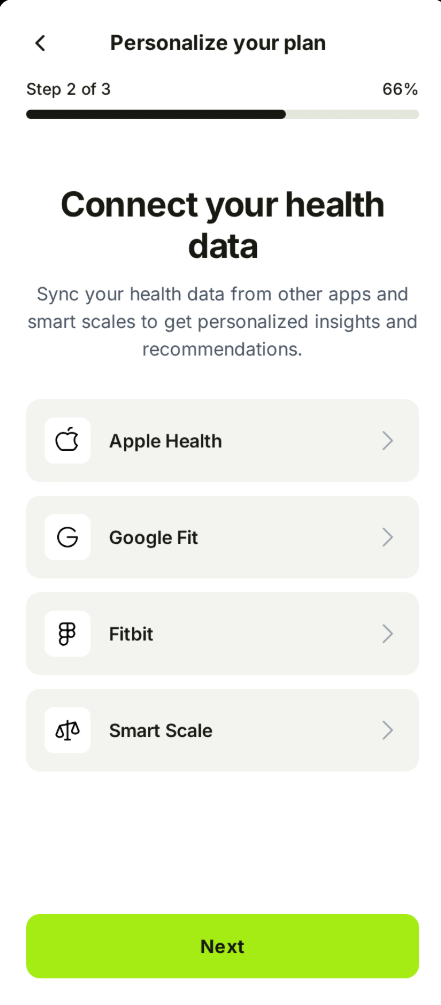 Personalize your plan
Step 2 of 3 66%
Connect your health
data
Sync your health data from other apps and
smart scales to get personalized insights and
recommendations.
Apple Health
Google Fit
Fitbit
Smart Scale
Next